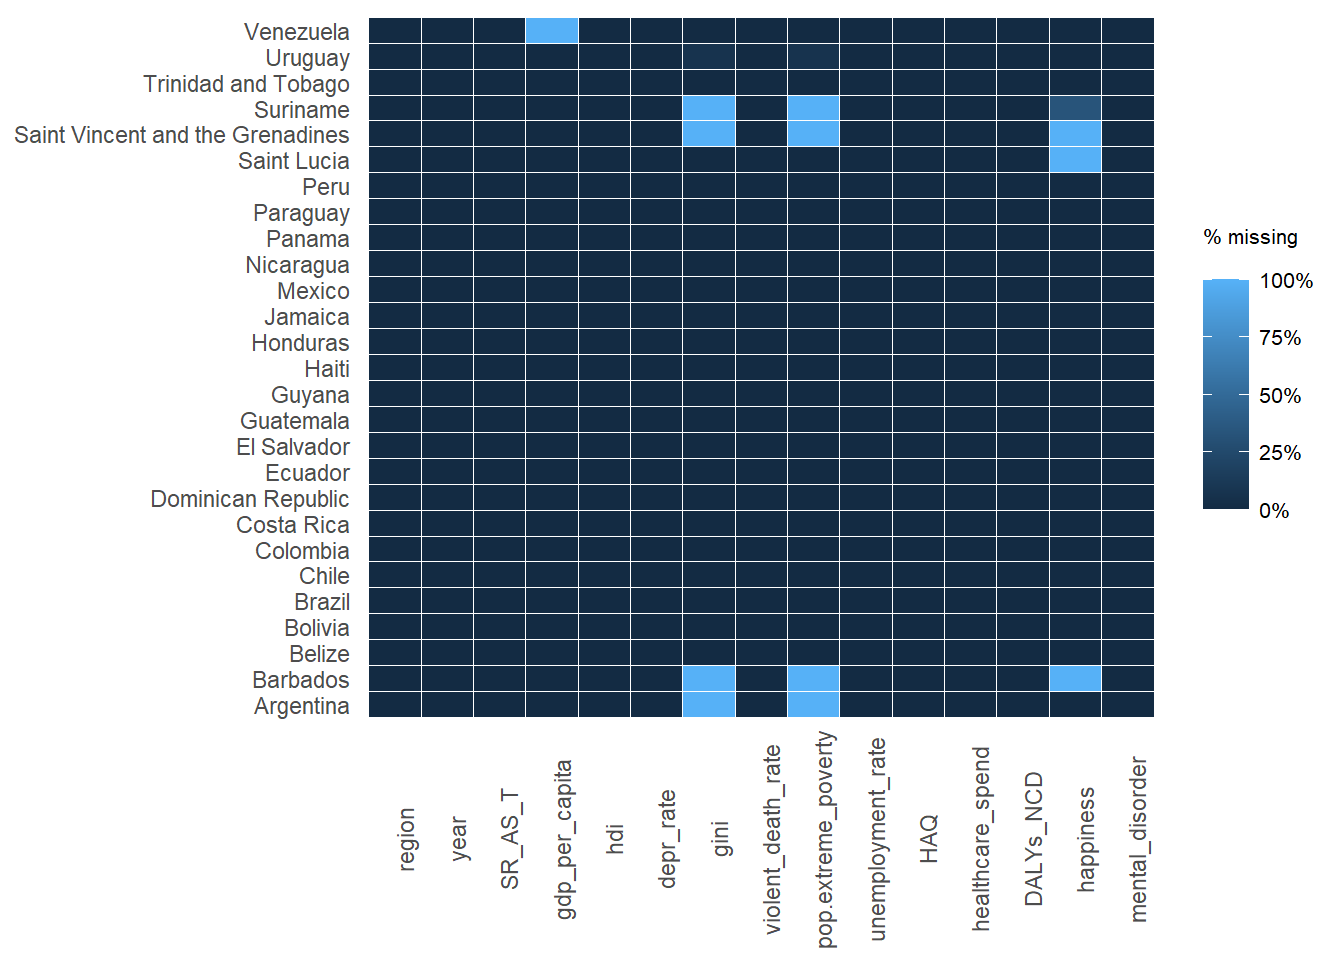 Venezuela
Uruguay
Trinidad and Tobago
Suriname
Saint Vincent and the Grenadines
Saint Lucia
Peru
Paraguay
Panama
Nicaragua
Mexico
Jamaica
Honduras
Haiti
Guyana
Guatemala
El Salvador
Ecuador
Dominican Republic
Costa Rica
Colombia
Chile
Brazil
Bolivia
Belize
Barbados
Argentina
region
year
SR_AS_T
gdp_per_capita
hdi
depr_rate
gini
violent_death_rate
pop.extreme_poverty
unemployment_rate
HAQ
healthcare_spend
DALYs_NCD
happiness
mental_disorder
% missing
100%
75%
50%
25%
0%